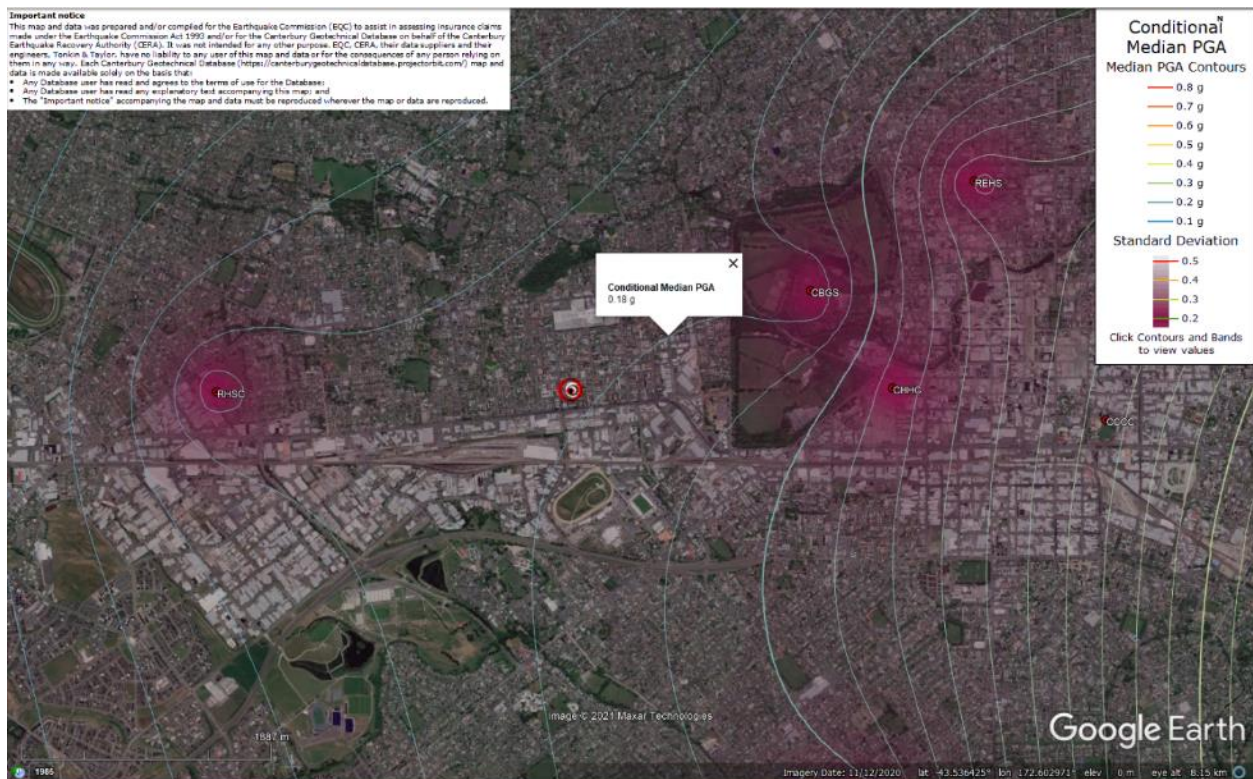 Important notice
This map and data was prepared and/or compiled for the Earthquake Commission (EQC) to assist in assessing insurance claims
made under the Earthquake Commission Act 1993 and/or for the Canterbury Geotechnical Database on behalf of the Canterbury
Earthquake Recovery Authority (CERA). It was not intended for any other purpose. EQC, CERA, their data suppliers and their
engineers, Tonkin & Taylor, have no liability to any user of this map and data or for the consequences of any person relying on
them in any way. Each Canterbury Geotechnical Database (https://canterburygeotechnicaldatabase.projectorbit.com/) map and
data is made available solely on the basis that:
• Any Database user has read and agrees to the terms of use for the Database;
• Any Database user has read any explanatory text accompanying this map; and
• The "Important notice" accompanying the map and data must be reproduced wherever the map or data are reproduced.
N
Conditional
Median PGA
Median PGA Contours
0.8 g
0.7 g
0.6 g
0.5 g
0.4 g
0.3 g
0.2 g
0.1 g
Standard Deviation
0.5
0.4
0.3
0.2
Click Contours and Bands
to view values
REHS
Conditional Median PGA
0.18 g
CBGS
RHSC
CHHC
CCCC
Image © 2021 Maxar Technologies
Google Earth
1887 m
1985
Imagery Date: 11/12/2020 lat -43.536425° lon 172.602971° elev 0 m eye alt 8.15 km